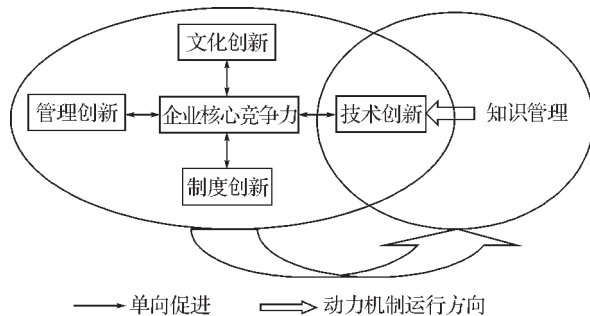 文化创新
管理创新 企业核心竞争力 技术创新 知识管理
制度创新
单向促进 动力机制运行方向